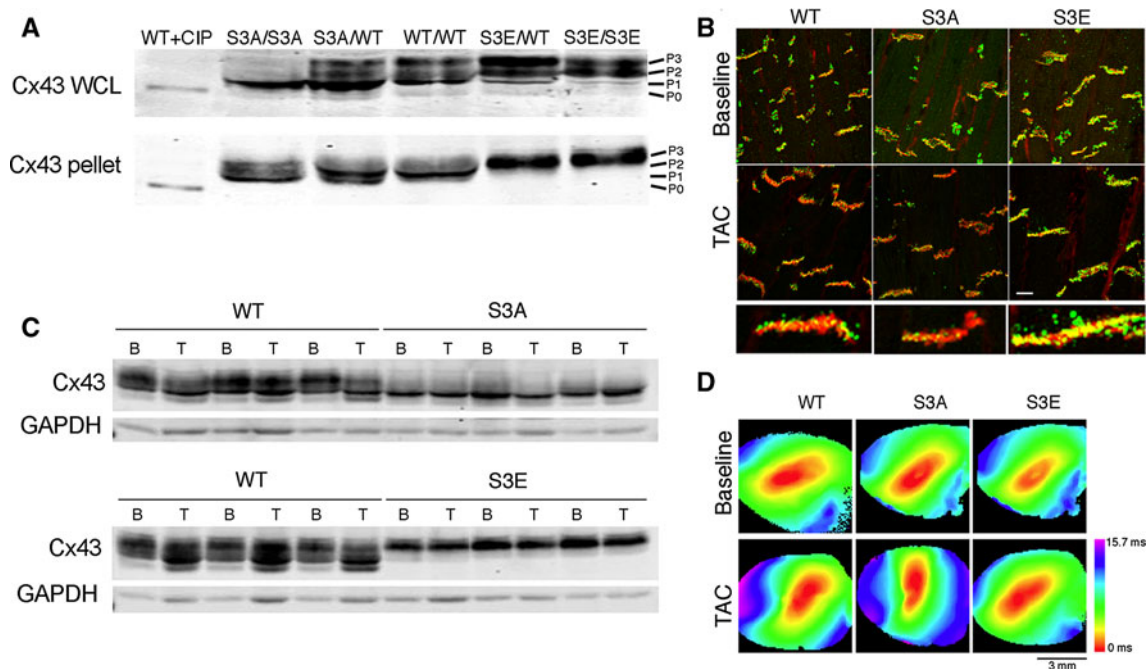 A
WT+CIP S3A/S3A S3A/WT WT/WT S3E/WT S3E/S3E
Cx43 WCL
P3
P2
P1
P0
Cx43 pellet
P3
P2
P1
P0
B
WT S3A S3E
Baseline
TAC
C
WT S3A
B T B T B T B T B T B T
Cx43
GAPDH
WT S3E
B T B T B T B T B T B T
Cx43
GAPDH
D
WT S3A S3E
Baseline
TAC
15.7 ms
0 ms
3 mm